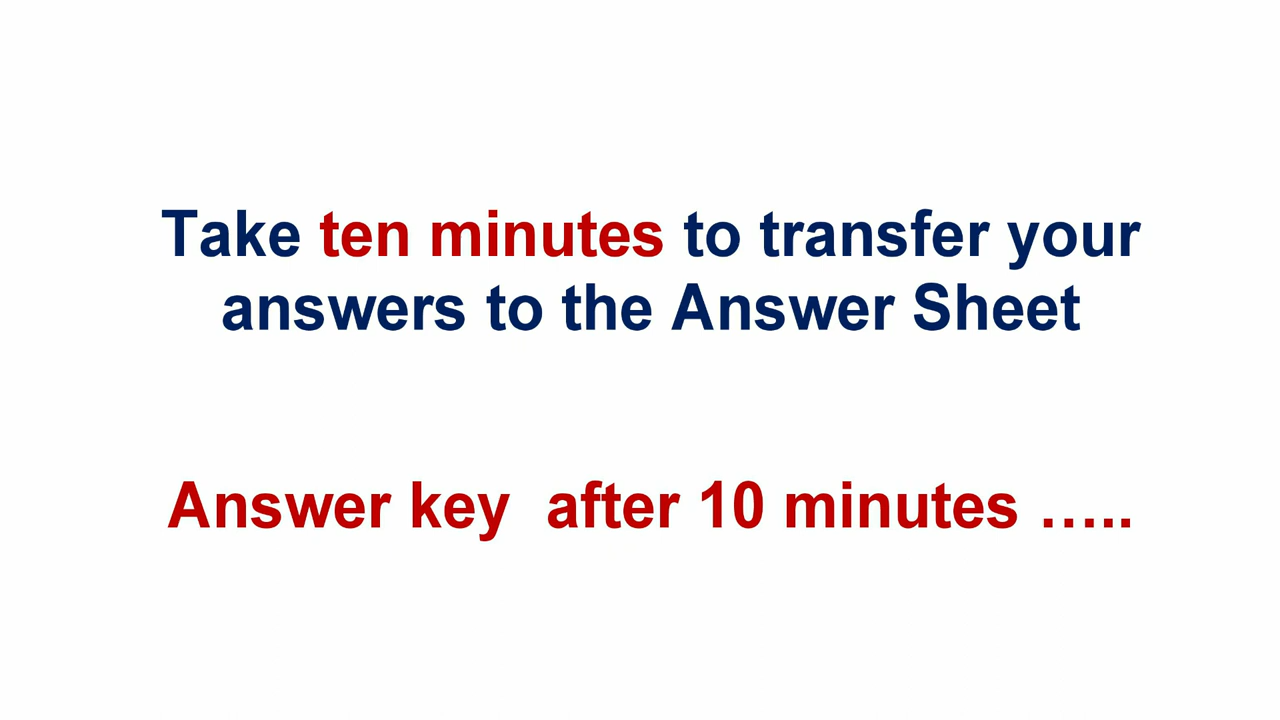 Take ten minutes to transfer your
answers to the Answer Sheet
Answer key  after 10 minutes …..